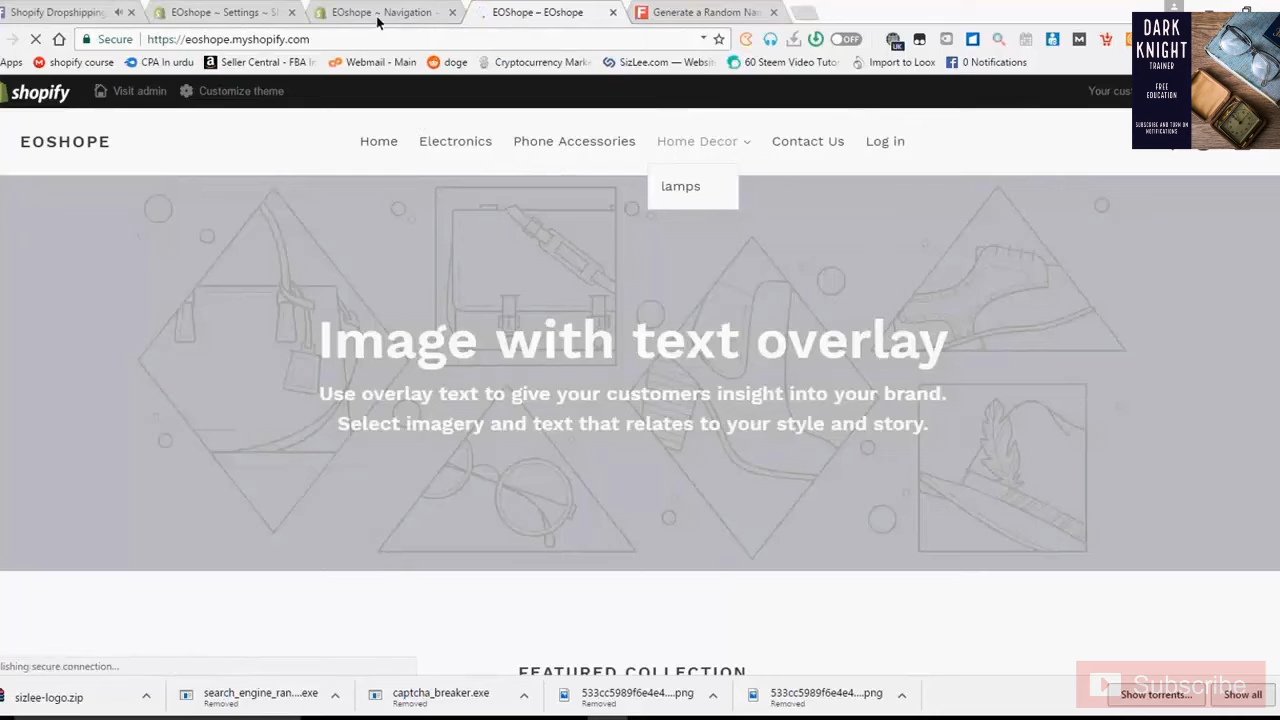 Shopify Dropshipping
EOshope ~ Settings ~ S
EOshope ~ Navigation ~
EOShope – EOshope
Generate a Random Na
Secure
https://eoshope.myshopify.com
OFF
UK
Apps
shopify course
CPA In urdu
Seller Central - FBA I
Webmail - Main
doge
Cryptocurrency Mark
SizLee.com — Websi
60 Steem Video Tuto
Import to Loox
0 Notifications
DARK
KNIGHT
TRAINER
FREE
EDUCATION
SUBSCRIBE AND TURN ON
NOTIFICATIONS
shopify
Visit admin
Customize theme
Your cus
EOSHOPE
Home
Electronics
Phone Accessories
Home Decor
Contact Us
Log in
lamps
Image with text overlay
Use overlay text to give your customers insight into your brand.
Select imagery and text that relates to your style and story.
FEATURED COLLECTION
lishing secure connection...
sizlee-logo.zip
search_engine_ran....exe
Removed
captcha_breaker.exe
Removed
533cc5989f6e4e4....png
Removed
533cc5989f6e4e4....png
Removed
Show torrents...
Show all
Subscribe